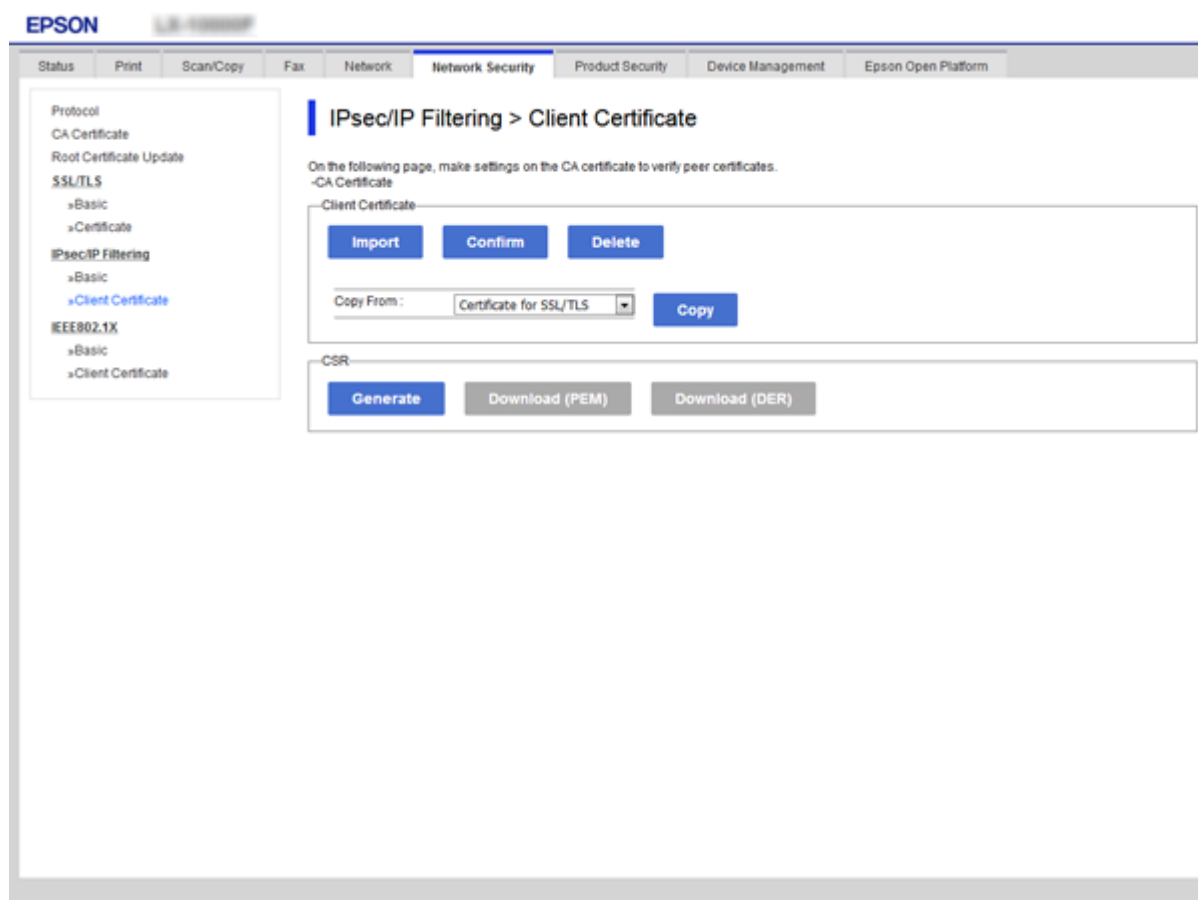 EPSON
Status Print Scan/Copy Fax Network Network Security Product Security Device Management Epson Open Platform
Protocol
CA Certificate
Root Certificate Update
SSL/TLS
»Basic
»Certificate
IPsec/IP Filtering
»Basic
»Client Certificate
IEEE802.1X
»Basic
»Client Certificate
IPsec/IP Filtering > Client Certificate
On the following page, make settings on the CA certificate to verify peer certificates.
-CA Certificate
Client Certificate
Import Confirm Delete
Copy From : Certificate for SSL/TLS Copy
CSR
Generate Download (PEM) Download (DER)